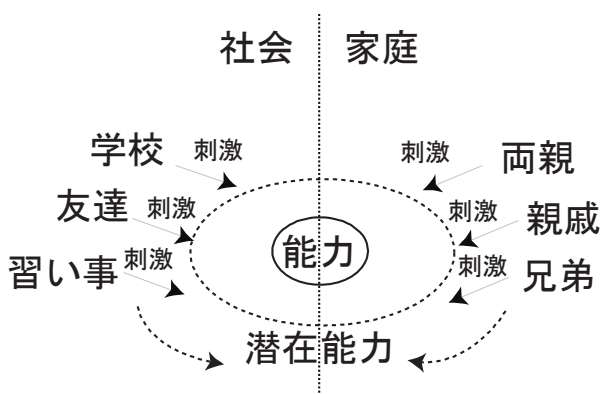 社会 家庭
学校 刺激 刺激 両親
友達 刺激 刺激 親戚
習い事 刺激 刺激 兄弟
能力
潜在能力